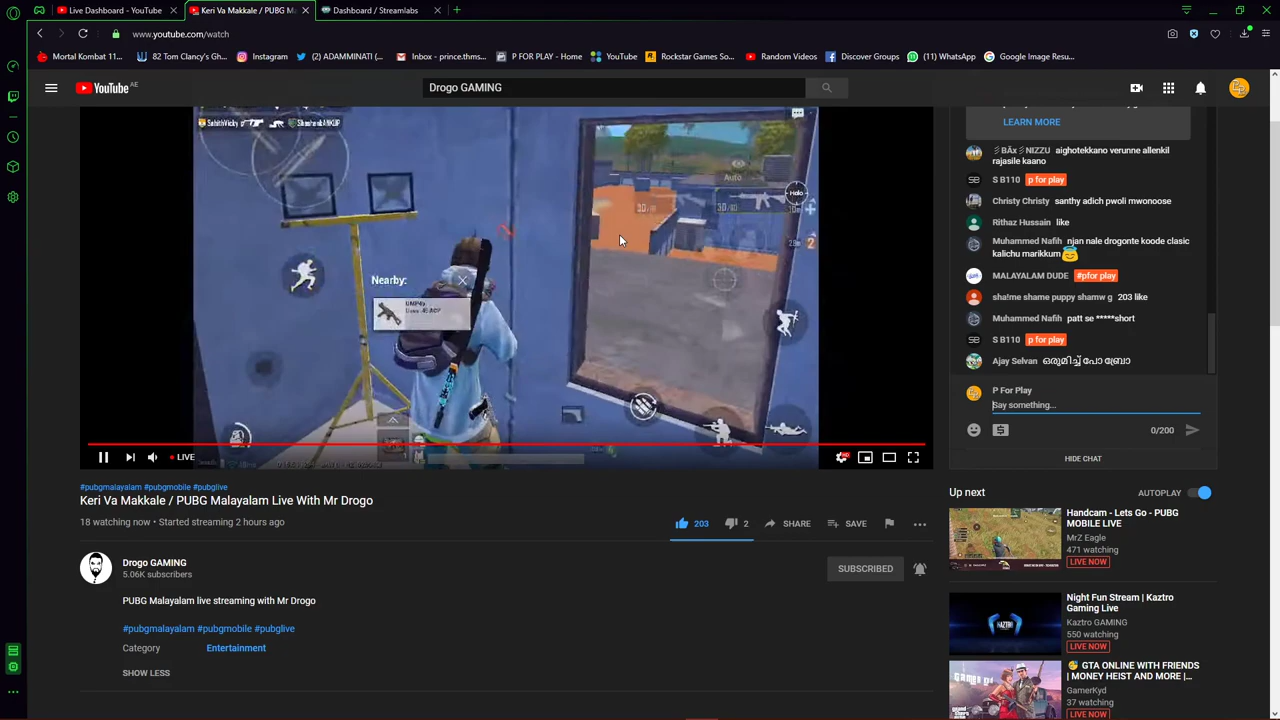 Live Dashboard - YouTube
Keri Va Makkale / PUBG M...
Dashboard / Streamlabs
www.youtube.com/watch
Mortal Kombat 11...
82 Tom Clancy's Gh...
Instagram
(2) ADAMMINATI (...
Inbox - prince.thms...
P FOR PLAY - Home
YouTube
Rockstar Games So...
Random Videos
Discover Groups
(11) WhatsApp
Google Image Resu...
YouTube AE
Drogo GAMING
LEARN MORE
Auto
Halo
Nearby:
UMP45
BÄx NIZZU aighotekkano verunne allenkil
rajasile kaano
S B110 p for play
Christy Christy santhy adich pwoli mwonoose
Rithaz Hussain like
Muhammed Nafih njan nale drogonte koode clasic
kalichu marikkum
MALAYALAM DUDE #pfor play
sha!me shame puppy shamw g 203 like
Muhammed Nafih patt se *****short
S B110 p for play
Ajay Selvan ഒരുമിച്ച് പോ ബ്രോ
P For Play
Say something...
0/200
HIDE CHAT
LIVE
HD
#pubgmalayalam #pubgmobile #pubglive
Keri Va Makkale / PUBG Malayalam Live With Mr Drogo
18 watching now • Started streaming 2 hours ago
203
2
SHARE
SAVE
Drogo GAMING
5.06K subscribers
SUBSCRIBED
PUBG Malayalam live streaming with Mr Drogo
#pubgmalayalam #pubgmobile #pubglive
Category Entertainment
SHOW LESS
Up next
AUTOPLAY
Handcam - Lets Go - PUBG
MOBILE LIVE
MrZ Eagle
471 watching
LIVE NOW
Night Fun Stream | Kaztro
Gaming Live
Kaztro GAMING
550 watching
LIVE NOW
GTA ONLINE WITH FRIENDS
| MONEY HEIST AND MORE |...
GamerKyd
37 watching
LIVE NOW